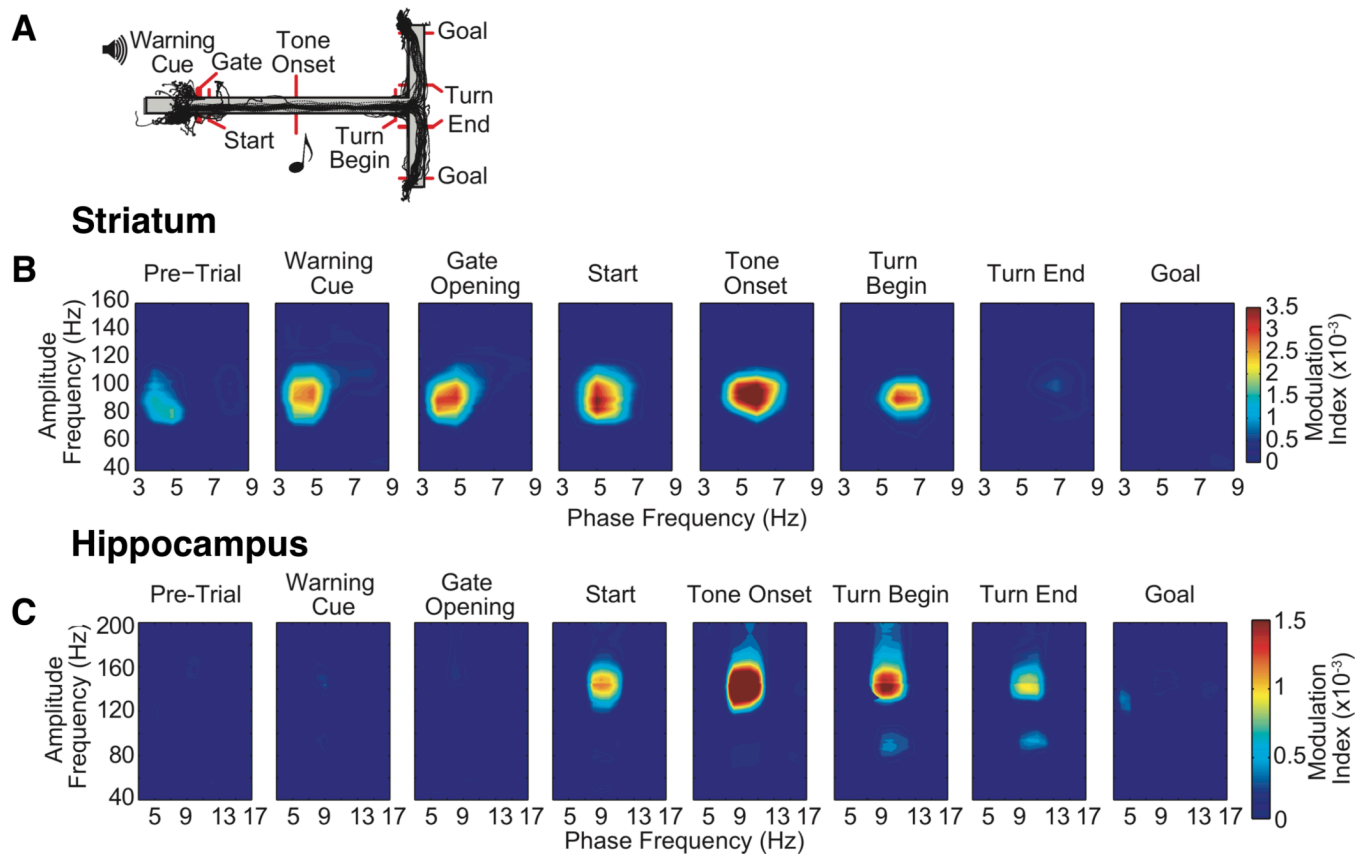 A
Warning
Cue
Gate
Tone
Onset
Goal
Turn
End
Start
Turn
Begin
Goal
Striatum
B
Pre−Trial
Warning
Cue
Gate
Opening
Start
Tone
Onset
Turn
Begin
Turn End
Goal
Amplitude
Frequency (Hz)
160
140
120
100
80
60
40
3 5 7 9
3 5 7 9
3 5 7 9
3 5 7 9
3 5 7 9
3 5 7 9
3 5 7 9
3 5 7 9
Phase Frequency (Hz)
3.5
3
2.5
2
1.5
1
0.5
0
Modulation
Index (x10⁻³)
Hippocampus
C
Pre-Trial
Warning
Cue
Gate
Opening
Start
Tone Onset
Turn Begin
Turn End
Goal
Amplitude
Frequency (Hz)
200
160
120
80
40
5 9 13 17
5 9 13 17
5 9 13 17
5 9 13 17
5 9 13 17
5 9 13 17
5 9 13 17
5 9 13 17
Phase Frequency (Hz)
1.5
1
0.5
0
Modulation
Index (x10⁻³)